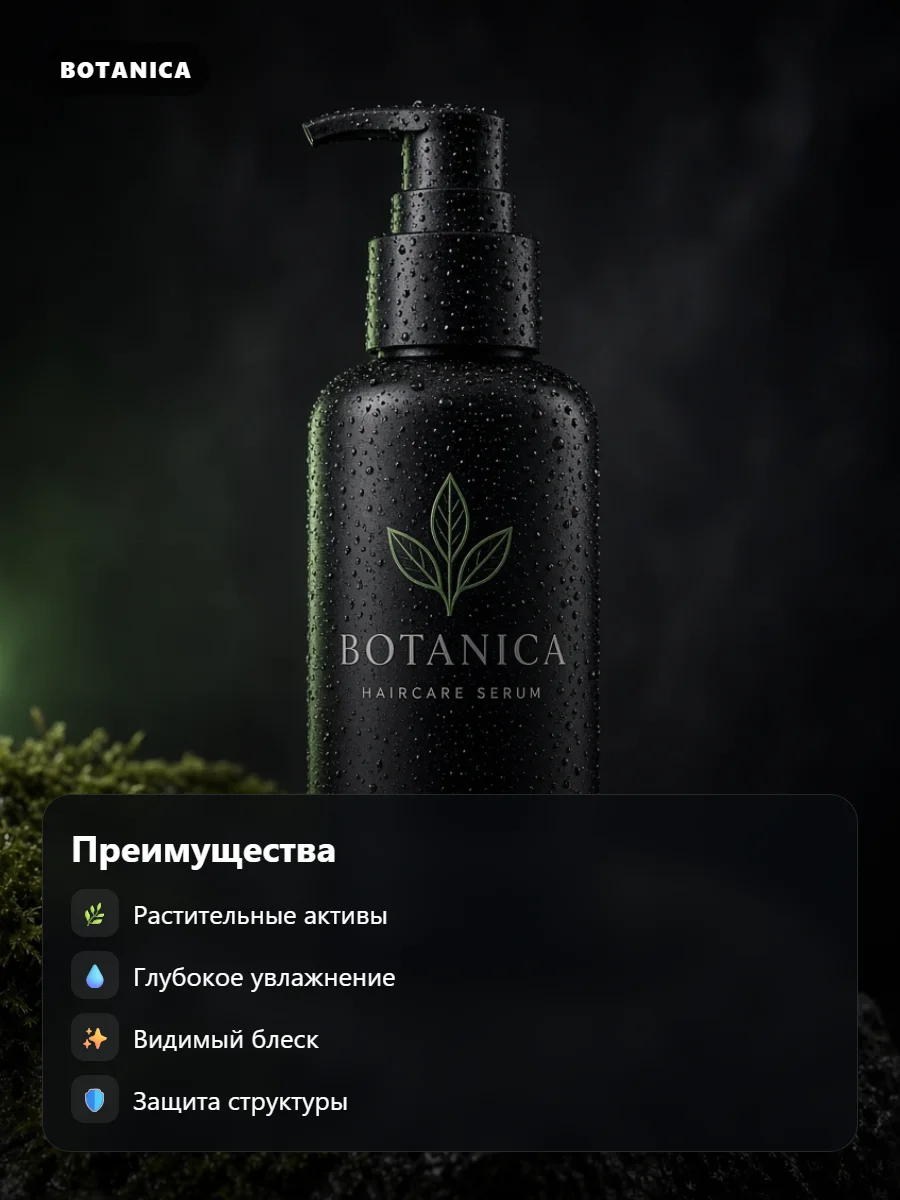 BOTANICA
BOTANICA
HAIRCARE SERUM
Преимущества
Растительные активы
Глубокое увлажнение
Видимый блеск
Защита структуры